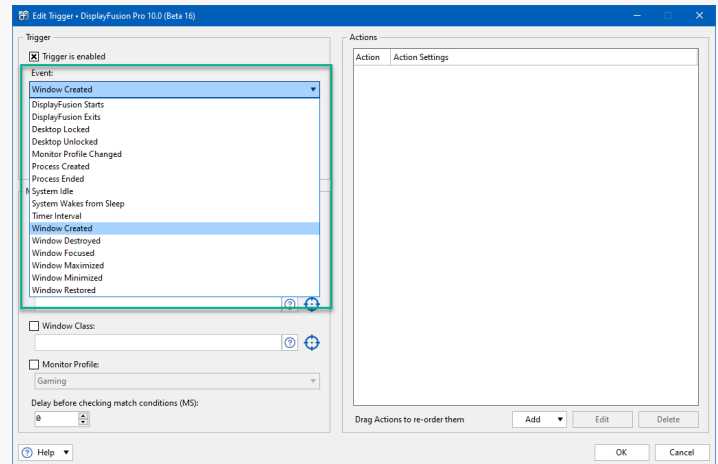 Edit Trigger • DisplayFusion Pro 10.0 (Beta 16)
Trigger
Trigger is enabled
Event:
Window Created
DisplayFusion Starts
DisplayFusion Exits
Desktop Locked
Desktop Unlocked
Monitor Profile Changed
Process Created
Process Ended
System Idle
System Wakes from Sleep
Timer Interval
Window Created
Window Destroyed
Window Focused
Window Maximized
Window Minimized
Window Restored
Window Class:
Monitor Profile:
Gaming
Delay before checking match conditions (MS):
0
Help
Actions
Action Action Settings
Drag Actions to re-order them Add Edit Delete
OK Cancel